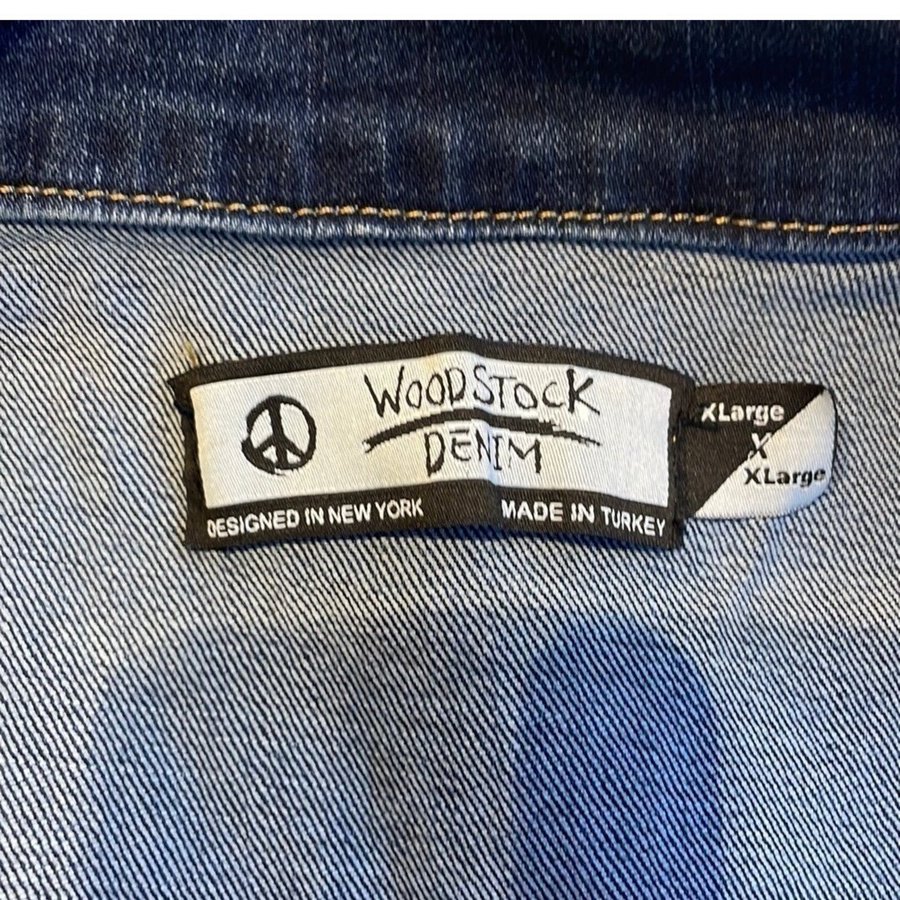 WOODSTOCK
DENIM
DESIGNED IN NEW YORK MADE IN TURKEY
XLarge
X
XLarge